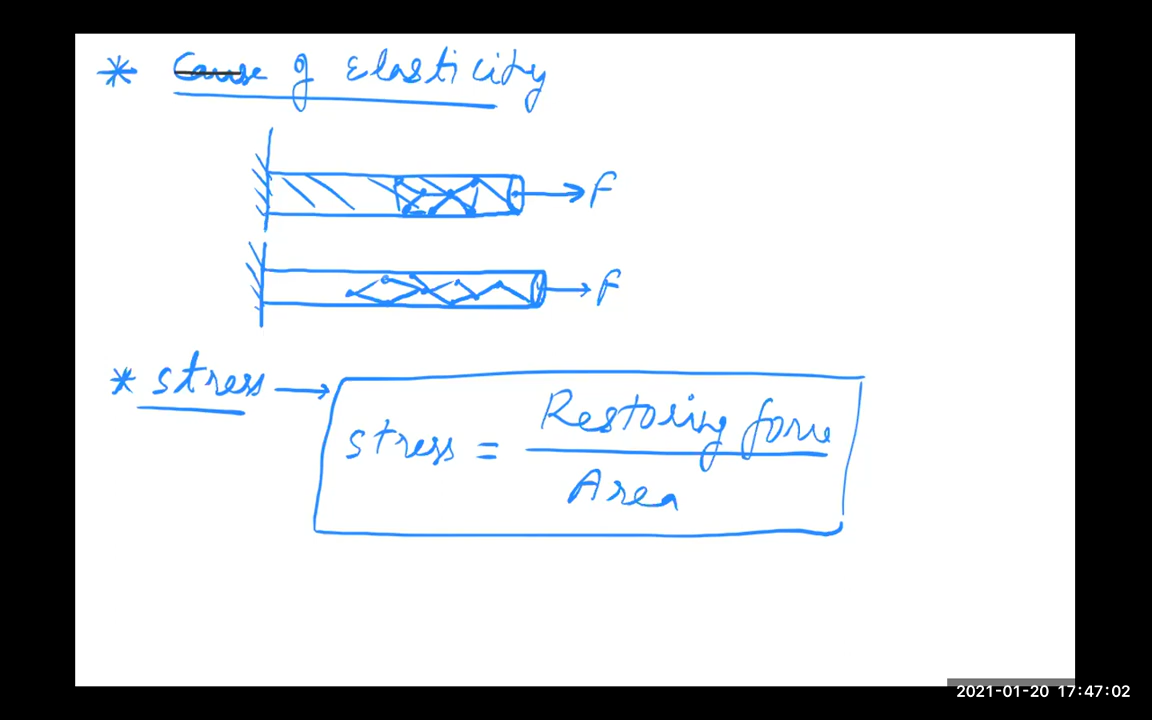 * Cause of Elasticity
F
F
* stress →
stress = Restoring force
Area
2021-01-20 17:47:02